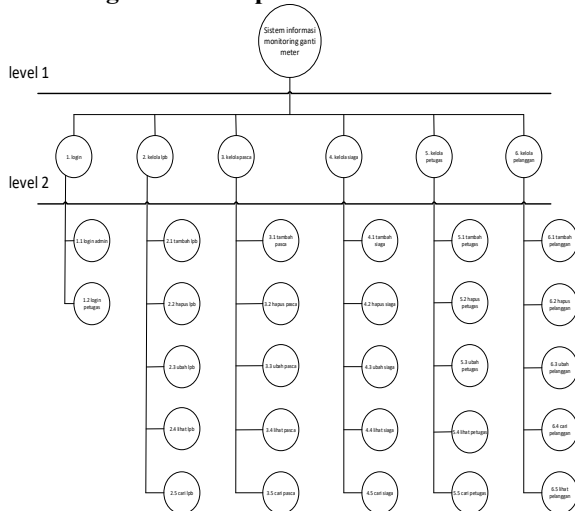 Sistem informasi
monitoring ganti
meter
level 1
1. login
2. kelola lpb
3. kelola pasca
4. kelola siaga
5. kelola
petugas
6. kelola
pelanggan
level 2
1.1 login admin
1.2 login
petugas
2.1 tambah lpb
2.2 hapus lpb
2.3 ubah lpb
2.4 lihat lpb
2.5 cari lpb
3.1 tambah
pasca
3.2 hapus pasca
3.3 ubah pasca
3.4 lihat pasca
3.5 cari pasca
4.1 tambah
siaga
4.2 hapus siaga
4.3 ubah siaga
4.4 lihat siaga
4.5 cari siaga
5.1 tambah
petugas
5.2 hapus
petugas
5.3 ubah
petugas
5.4 lihat petugas
5.5 cari petugas
6.1 tambah
pelanggan
6.2 hapus
pelanggan
6.3 ubah
pelanggan
6.4 cari
pelanggan
6.5 lihat
pelanggan